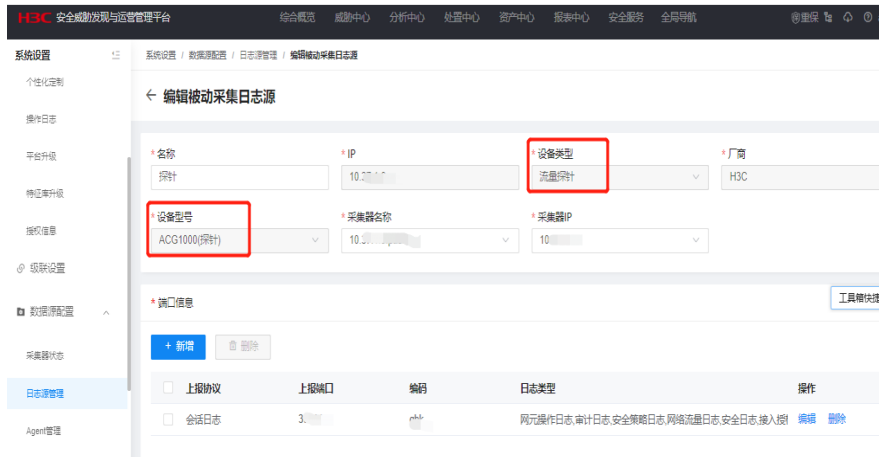 H3C 安全威胁发现与运营管理平台 综合概览 威胁中心 分析中心 处置中心 资产中心 报表中心 安全服务 全局导航
系统设置 系统设置 / 数据源配置 / 日志源管理 / 编辑被动采集日志源
个性化定制
← 编辑被动采集日志源
操作日志
平台升级
* 名称 * IP * 设备类型 * 厂商
探针 流量探针 H3C
特征库升级
* 设备型号 * 采集器名称 * 采集器IP
授权信息
ACG1000(探针)
级联设置
* 端口信息 工具箱快捷
数据源配置
+ 新增 删除
采集器状态
上报协议 上报端口 编码 日志类型 操作
日志源管理
会话日志 网元操作日志,审计日志,安全策略日志,网络流量日志,安全日志,接入授 编辑 删除
Agent管理